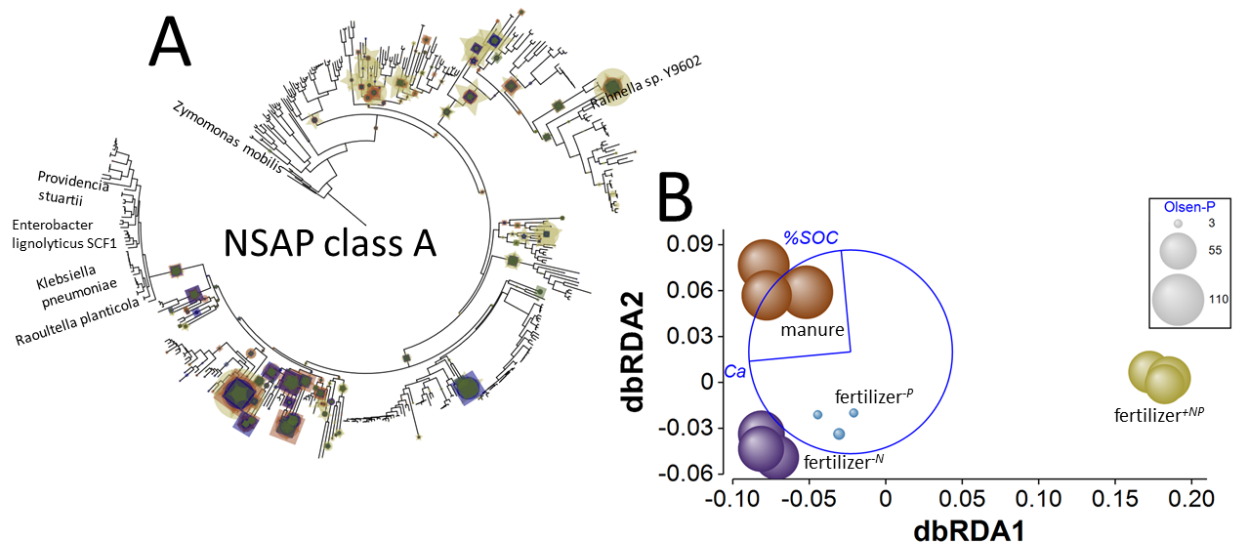 A
Rahnella sp. Y9602
Zymomonas mobilis
Providencia
stuartii
Enterobacter
lignolyticus SCF1
Klebsiella
pneumoniae
Raoultella planticola
NSAP class A
B
Olsen-P
3
55
110
%SOC
Ca
manure
fertilizer-P
fertilizer-N
fertilizer+NP
dbRDA2
0.09
0.06
0.03
0
-0.03
-0.06
-0.10
-0.05
0
0.05
0.10
0.15
0.20
dbRDA1